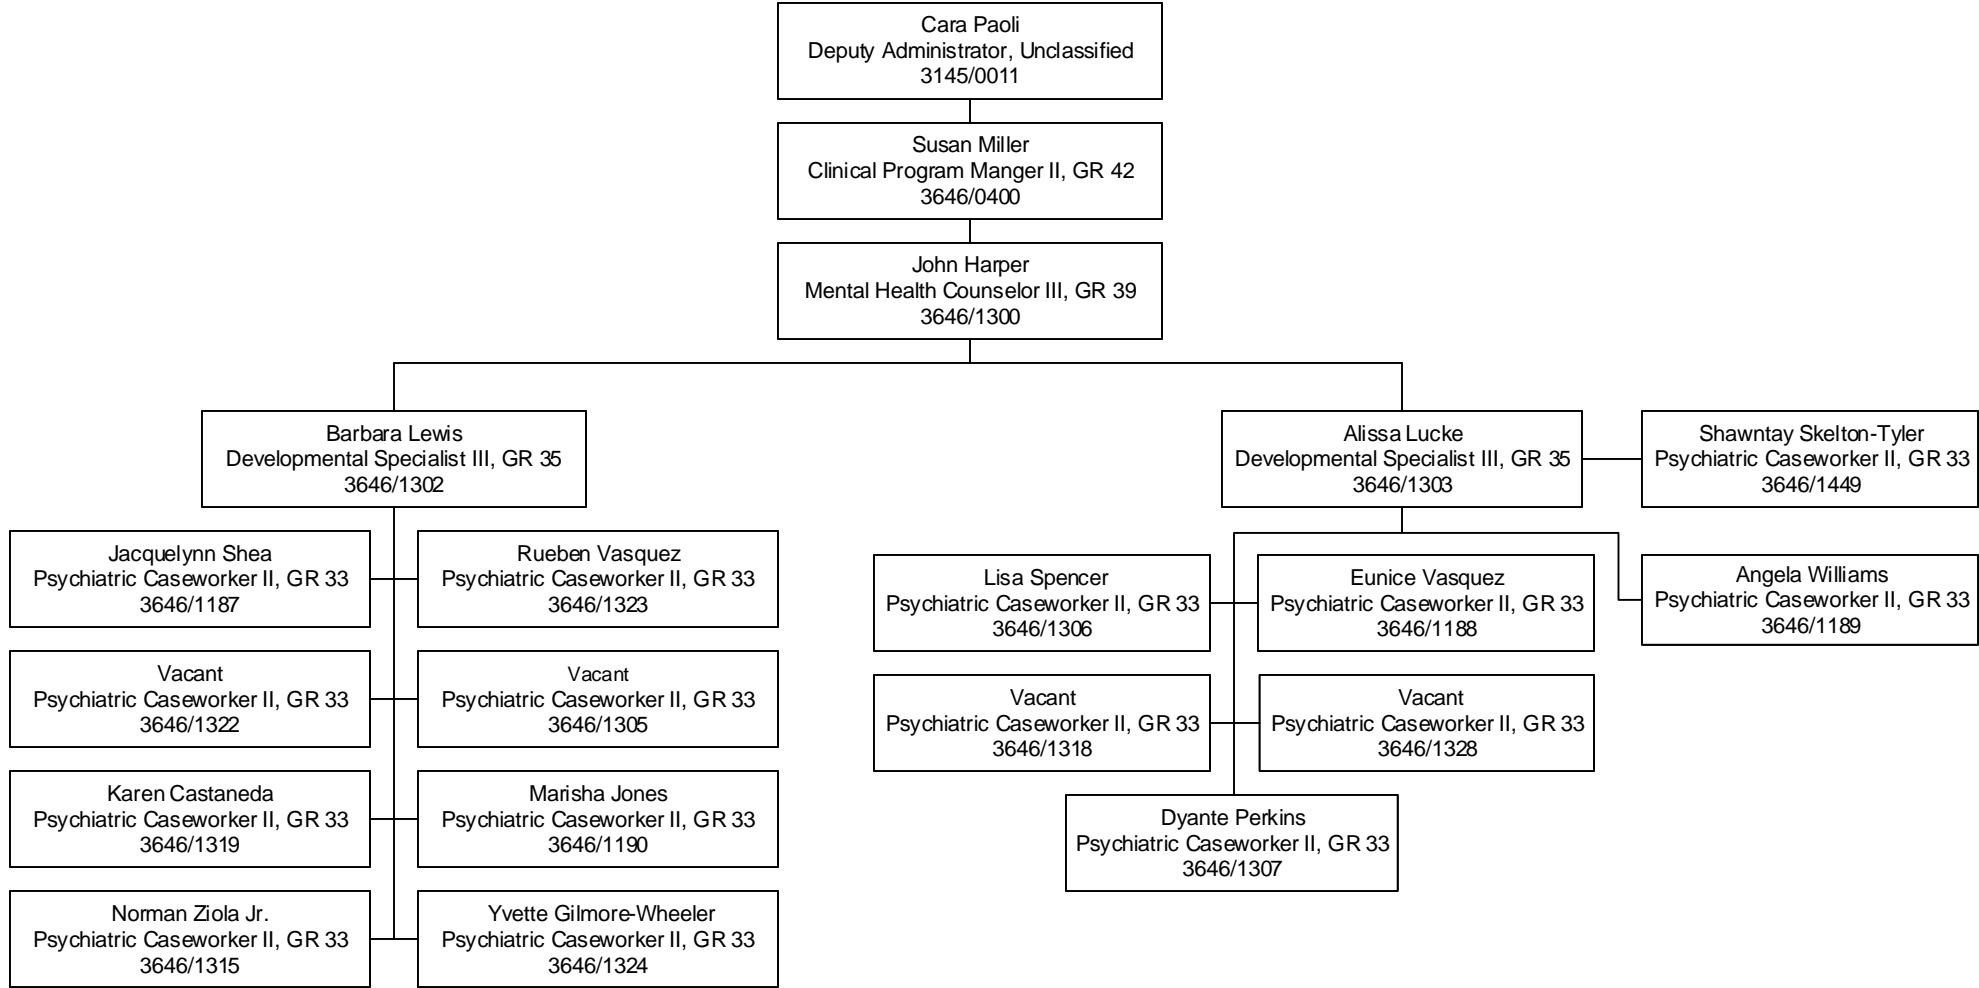 Cara Paoli
Deputy Administrator, Unclassified
3145/0011
Susan Miller
Clinical Program Manger II, GR 42
3646/0400
John Harper
Mental Health Counselor III, GR 39
3646/1300
Barbara Lewis
Developmental Specialist III, GR 35
3646/1302
Alissa Lucke
Developmental Specialist III, GR 35
3646/1303
Shawntay Skelton-Tyler
Psychiatric Caseworker II, GR 33
3646/1449
Jacquelynn Shea
Psychiatric Caseworker II, GR 33
3646/1187
Rueben Vasquez
Psychiatric Caseworker II, GR 33
3646/1323
Lisa Spencer
Psychiatric Caseworker II, GR 33
3646/1306
Eunice Vasquez
Psychiatric Caseworker II, GR 33
3646/1188
Angela Williams
Psychiatric Caseworker II, GR 33
3646/1189
Vacant
Psychiatric Caseworker II, GR 33
3646/1322
Vacant
Psychiatric Caseworker II, GR 33
3646/1305
Vacant
Psychiatric Caseworker II, GR 33
3646/1318
Vacant
Psychiatric Caseworker II, GR 33
3646/1328
Karen Castaneda
Psychiatric Caseworker II, GR 33
3646/1319
Marisha Jones
Psychiatric Caseworker II, GR 33
3646/1190
Dyante Perkins
Psychiatric Caseworker II, GR 33
3646/1307
Norman Ziola Jr.
Psychiatric Caseworker II, GR 33
3646/1315
Yvette Gilmore-Wheeler
Psychiatric Caseworker II, GR 33
3646/1324